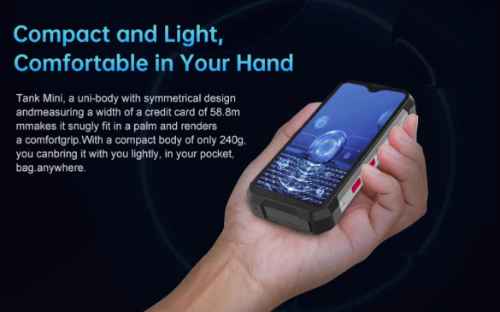 Compact and Light,
Comfortable in Your Hand
Tank Mini, a uni-body with symmetrical design
andmeasuring a width of a credit card of 58.8m
mmakes it snugly fit in a palm and renders
a comfortgrip.With a compact body of only 240g.
you canbring it with you lightly, in your pocket,
bag.anywhere.